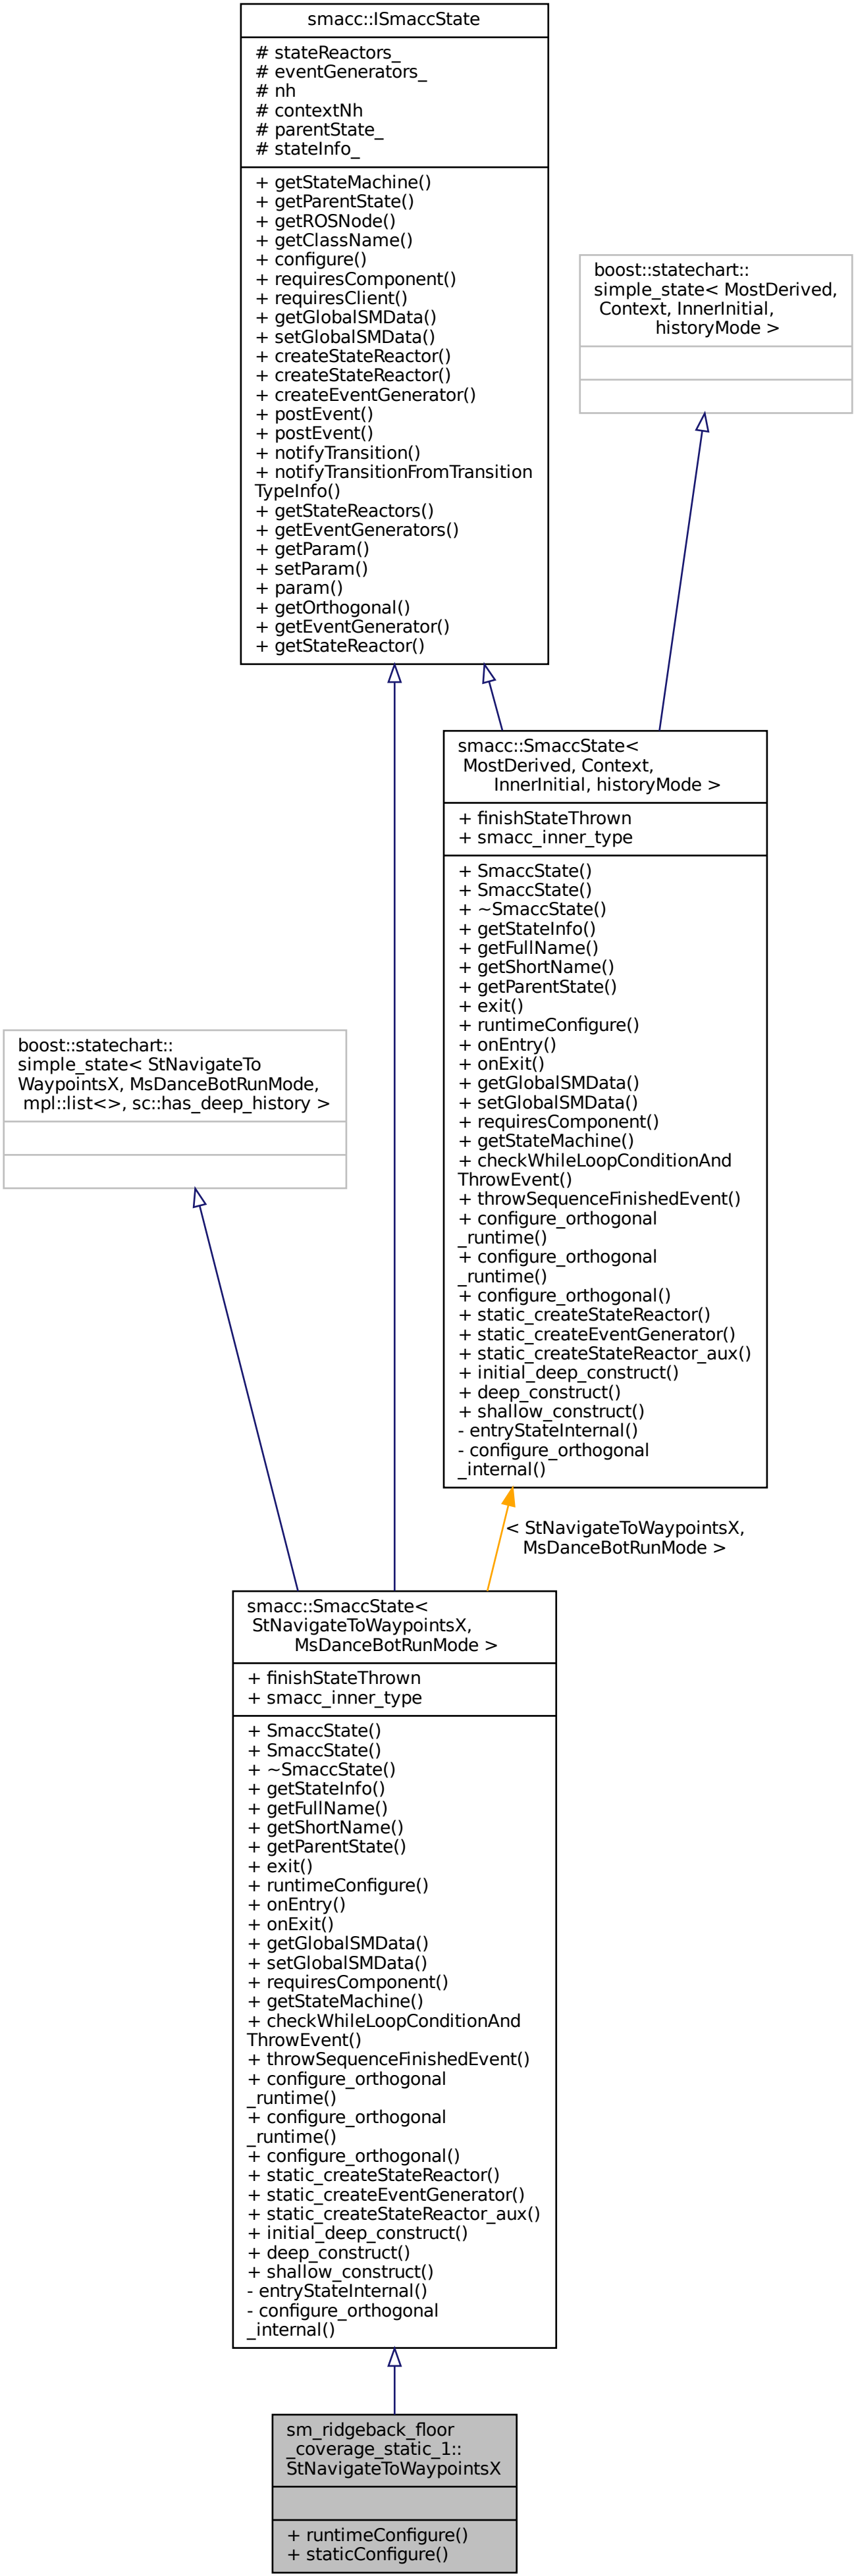 smacc::ISmaccState
# stateReactors_
# eventGenerators_
# nh
# contextNh
# parentState_
# stateInfo_
+ getStateMachine()
+ getParentState()
+ getROSNode()
+ getClassName()
+ configure()
+ requiresComponent()
+ requiresClient()
+ getGlobalSMData()
+ setGlobalSMData()
+ createStateReactor()
+ createStateReactor()
+ createEventGenerator()
+ postEvent()
+ postEvent()
+ notifyTransition()
+ notifyTransitionFromTransition
TypeInfo()
+ getStateReactors()
+ getEventGenerators()
+ getParam()
+ setParam()
+ param()
+ getOrthogonal()
+ getEventGenerator()
+ getStateReactor()
boost::statechart::
simple_state< MostDerived,
Context, InnerInitial,
historyMode >
smacc::SmaccState<
MostDerived, Context,
InnerInitial, historyMode >
+ finishStateThrown
+ smacc_inner_type
+ SmaccState()
+ SmaccState()
+ ~SmaccState()
+ getStateInfo()
+ getFullName()
+ getShortName()
+ getParentState()
+ exit()
+ runtimeConfigure()
+ onEntry()
+ onExit()
+ getGlobalSMData()
+ setGlobalSMData()
+ requiresComponent()
+ getStateMachine()
+ checkWhileLoopConditionAnd
ThrowEvent()
+ throwSequenceFinishedEvent()
+ configure_orthogonal
_runtime()
+ configure_orthogonal
_runtime()
+ configure_orthogonal()
+ static_createStateReactor()
+ static_createEventGenerator()
+ static_createStateReactor_aux()
+ initial_deep_construct()
+ deep_construct()
+ shallow_construct()
- entryStateInternal()
- configure_orthogonal
_internal()
boost::statechart::
simple_state< StNavigateTo
WaypointsX, MsDanceBotRunMode,
mpl::list<>, sc::has_deep_history >
< StNavigateToWaypointsX,
MsDanceBotRunMode >
smacc::SmaccState<
StNavigateToWaypointsX,
MsDanceBotRunMode >
+ finishStateThrown
+ smacc_inner_type
+ SmaccState()
+ SmaccState()
+ ~SmaccState()
+ getStateInfo()
+ getFullName()
+ getShortName()
+ getParentState()
+ exit()
+ runtimeConfigure()
+ onEntry()
+ onExit()
+ getGlobalSMData()
+ setGlobalSMData()
+ requiresComponent()
+ getStateMachine()
+ checkWhileLoopConditionAnd
ThrowEvent()
+ throwSequenceFinishedEvent()
+ configure_orthogonal
_runtime()
+ configure_orthogonal
_runtime()
+ configure_orthogonal()
+ static_createStateReactor()
+ static_createEventGenerator()
+ static_createStateReactor_aux()
+ initial_deep_construct()
+ deep_construct()
+ shallow_construct()
- entryStateInternal()
- configure_orthogonal
_internal()
sm_ridgeback_floor
_coverage_static_1::
StNavigateToWaypointsX
+ runtimeConfigure()
+ staticConfigure()